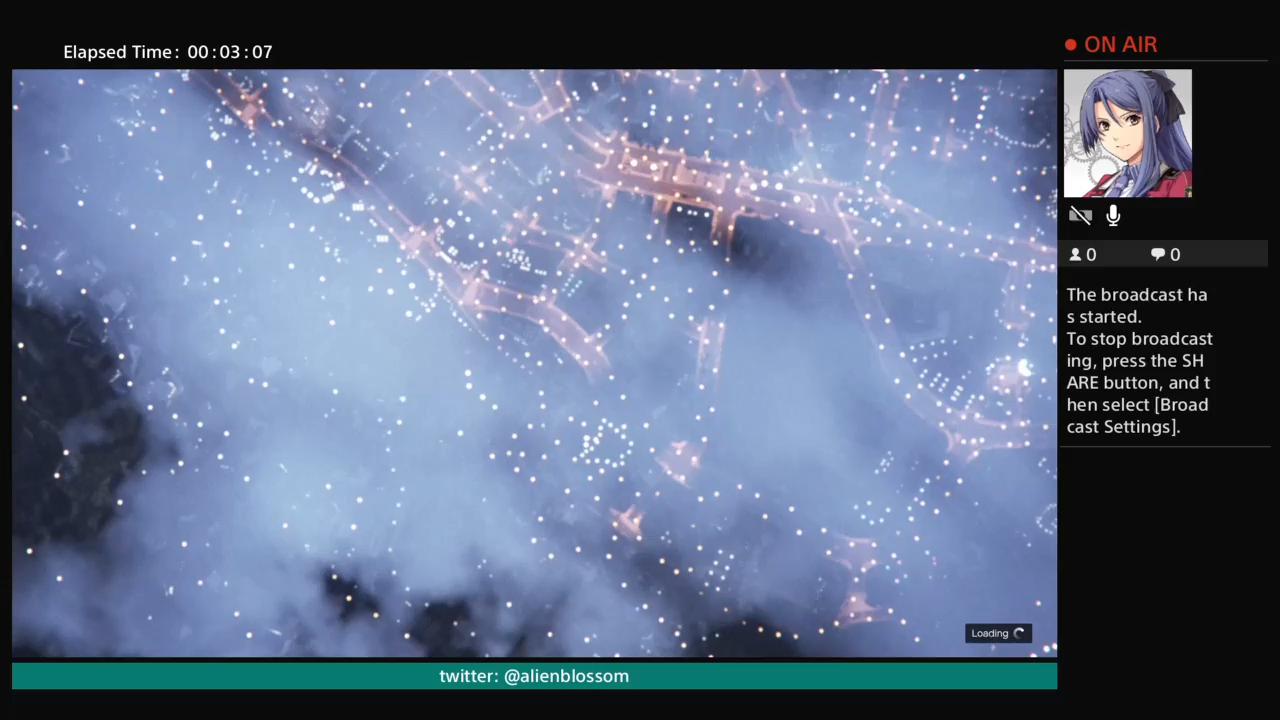 Elapsed Time: 00:03:07
ON AIR
0 0
The broadcast ha
s started.
To stop broadcast
ing, press the SH
ARE button, and t
hen select [Broad
cast Settings].
Loading
twitter: @alienblossom